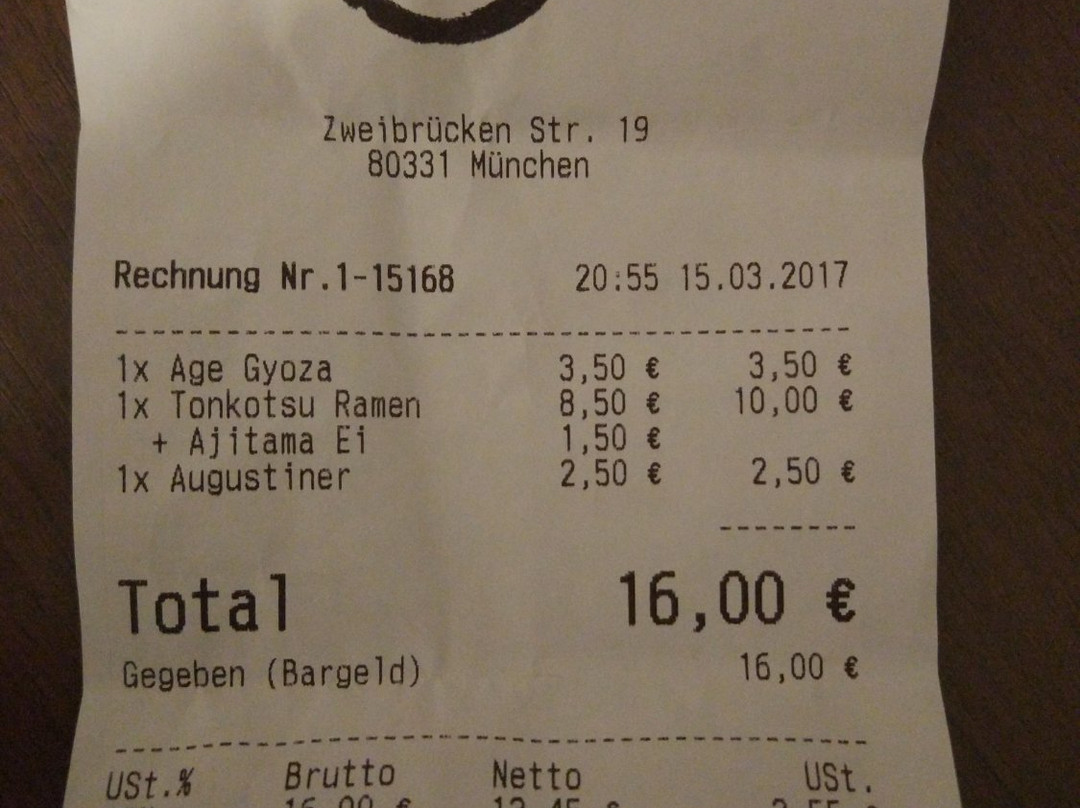 Zweibrücken Str. 19
80331 München
Rechnung Nr.1-15168 20:55 15.03.2017
1x Age Gyoza 3,50 € 3,50 €
1x Tonkotsu Ramen 8,50 € 10,00 €
+ Ajitama Ei 1,50 €
1x Augustiner 2,50 € 2,50 €
Total 16,00 €
Gegeben (Bargeld) 16,00 €
USt.% Brutto Netto USt.